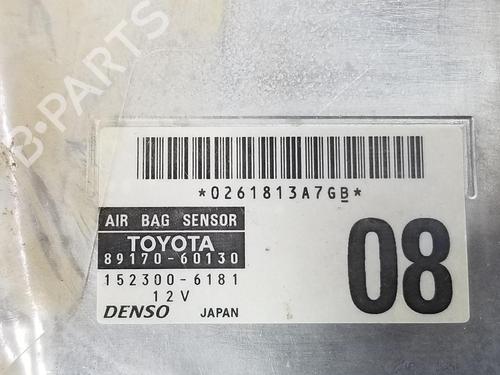 *0261813A7GB*
AIR BAG SENSOR
TOYOTA
89170-60130
152300-6181
12V
DENSO JAPAN
08
B-PARTS